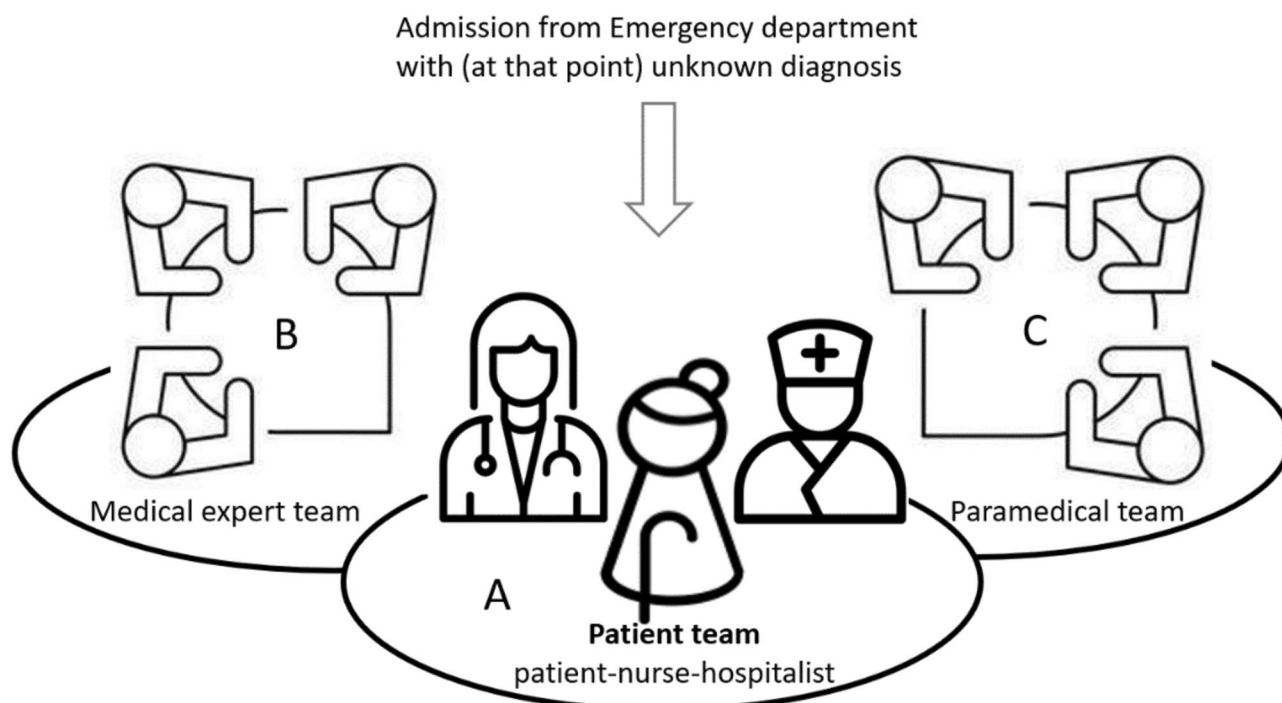 Admission from Emergency department
with (at that point) unknown diagnosis
B
C
Medical expert team
Paramedical team
A
Patient team
patient-nurse-hospitalist